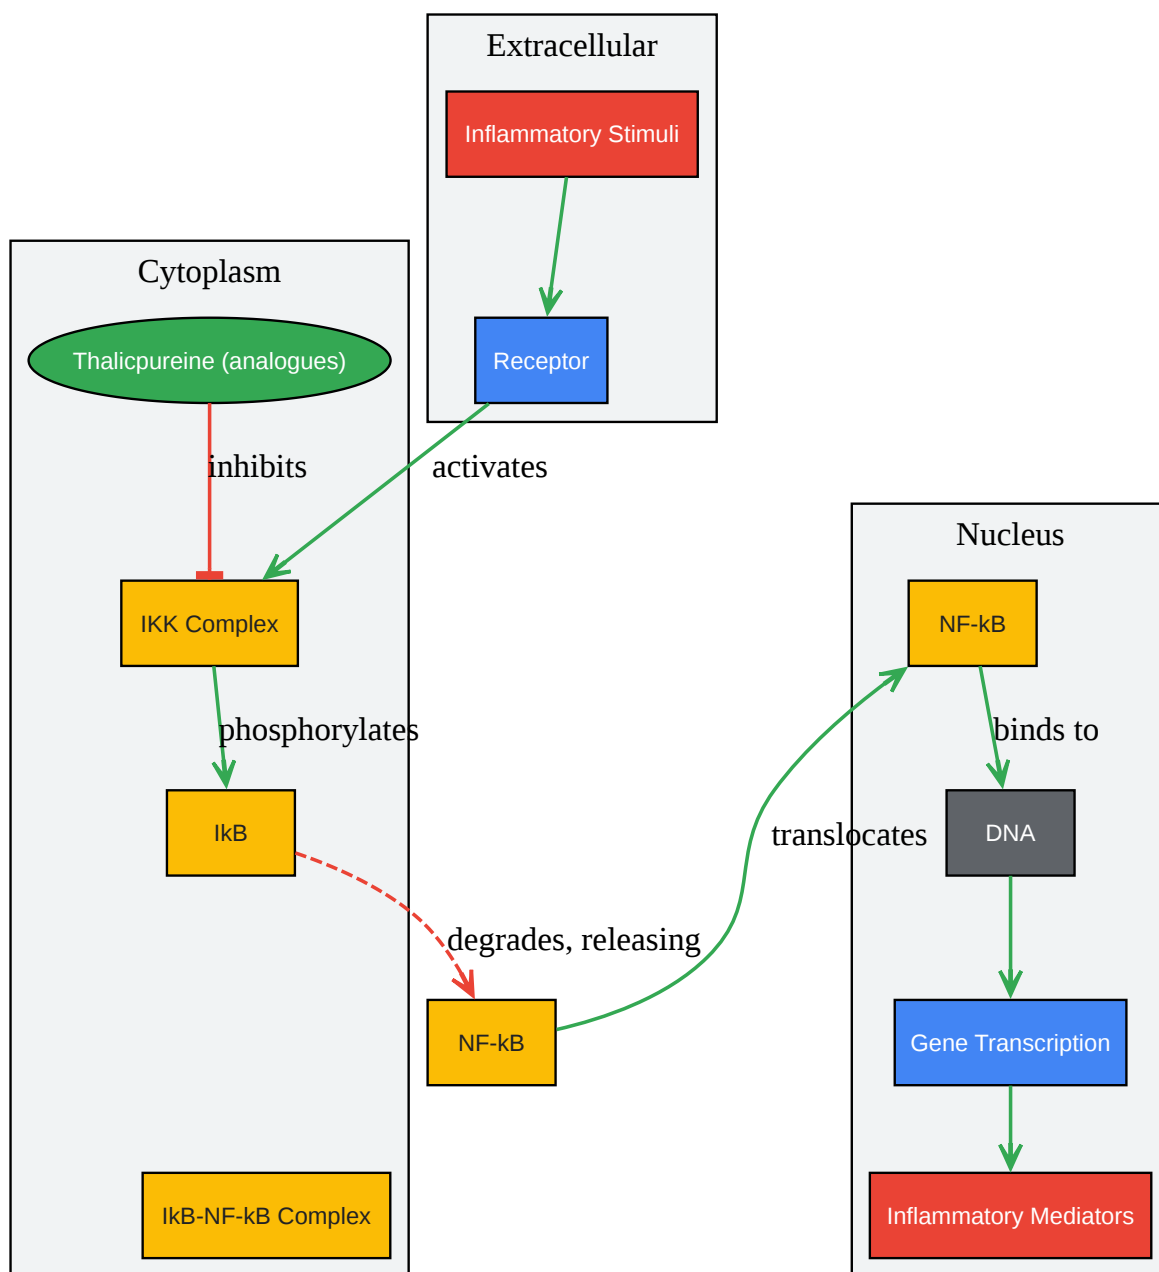 Extracellular
Inflammatory Stimuli
Cytoplasm
Thalicpureine (analogues)
Receptor
inhibits
activates
Nucleus
IKK Complex
NF-kB
phosphorylates
binds to
IkB
translocates
DNA
degrades, releasing
NF-kB
Gene Transcription
IkB-NF-kB Complex
Inflammatory Mediators